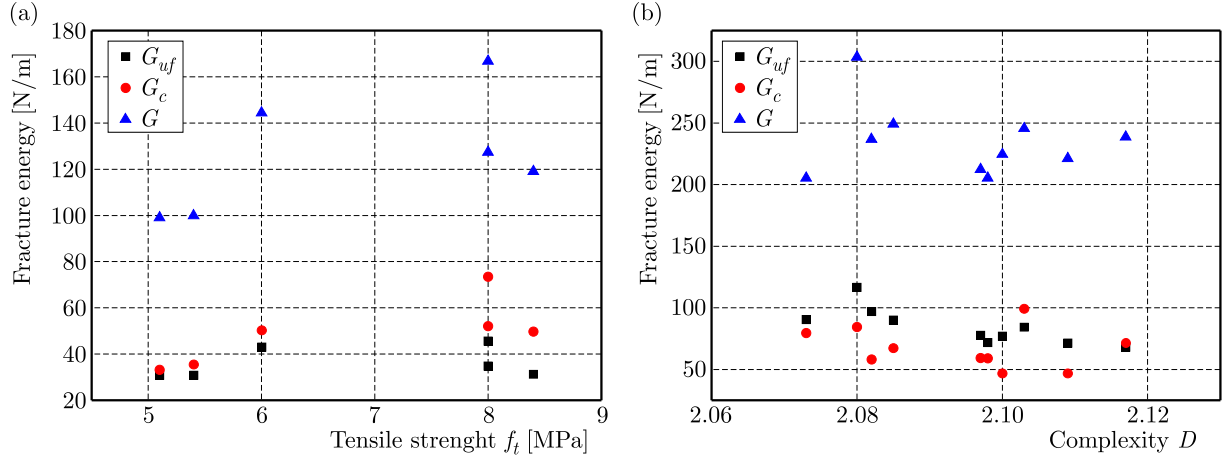 (a)
180
160
140
120
100
80
60
40
20
Fracture energy [N/m]
G_uf
G_c
G
5 6 7 8 9
Tensile strenght f_t [MPa]
(b)
300
250
200
150
100
50
Fracture energy [N/m]
G_uf
G_c
G
2.06 2.08 2.10 2.12
Complexity D